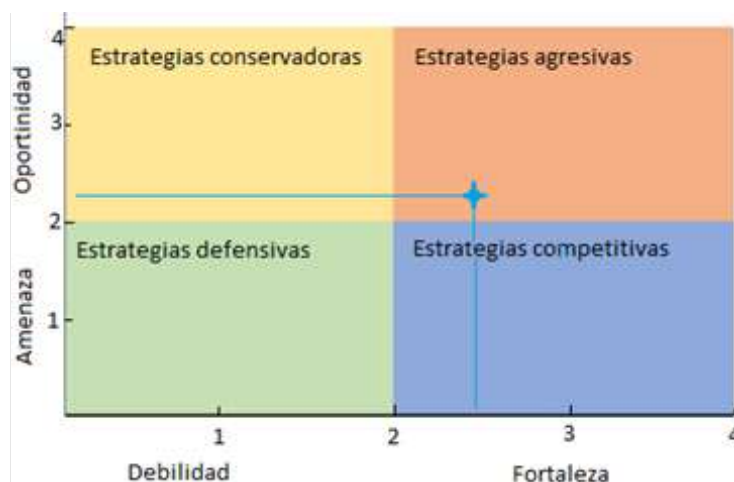 4
Estrategias conservadoras
Estrategias agresivas
Oportinidad
3
2
Estrategias defensivas
Estrategias competitivas
Amenaza
1
1
2
3
4
Debilidad
Fortaleza